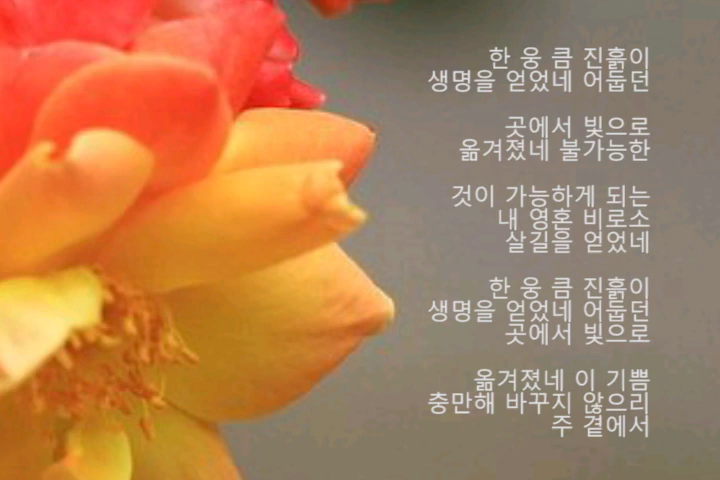 한 웅 큼 진흙이
생명을 얻었네 어둡던
곳에서 빛으로
옮겨졌네 불가능한
것이 가능하게 되는
내 영혼 비로소
살길을 얻었네
한 웅 큼 진흙이
생명을 얻었네 어둡던
곳에서 빛으로
옮겨졌네 이 기쁨
충만해 바꾸지 않으리
주 곁에서